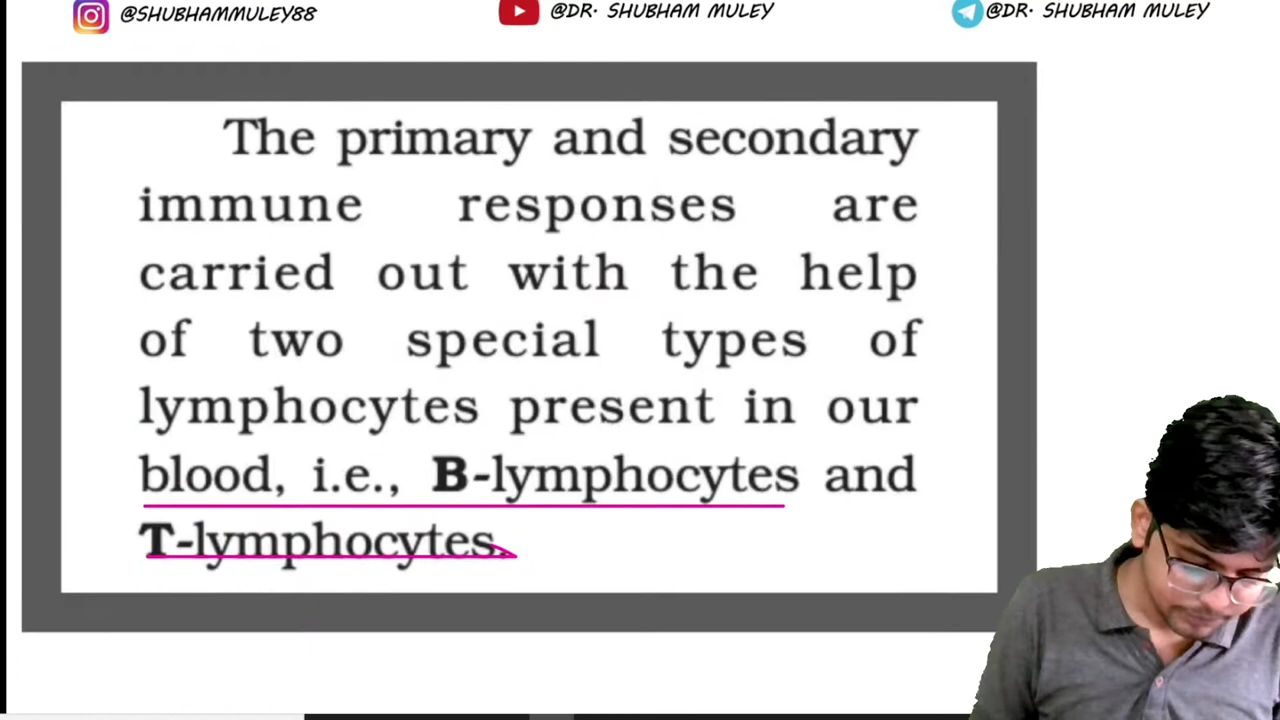 @SHUBHAMMULEY88 @DR. SHUBHAM MULEY @DR. SHUBHAM MULEY
The primary and secondary
immune responses are
carried out with the help
of two special types of
lymphocytes present in our
blood, i.e., B-lymphocytes and
T-lymphocytes.